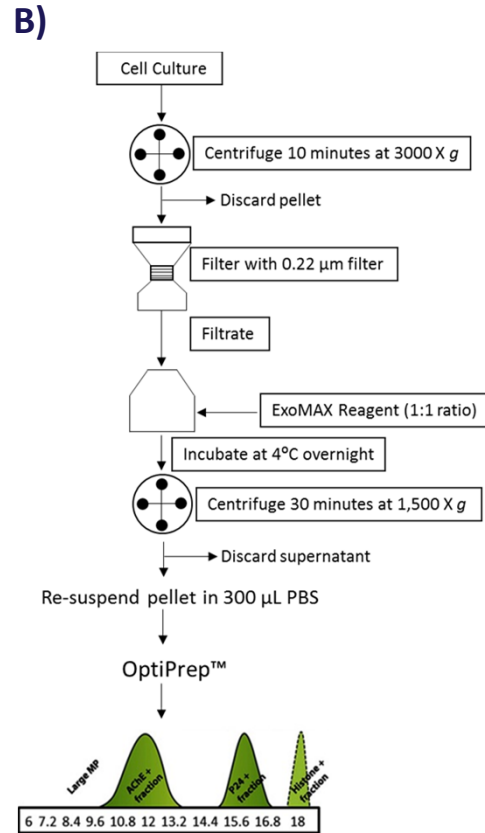 B)
Cell Culture
Centrifuge 10 minutes at 3000 X g
Discard pellet
Filter with 0.22 µm filter
Filtrate
ExoMAX Reagent (1:1 ratio)
Incubate at 4°C overnight
Centrifuge 30 minutes at 1,500 X g
Discard supernatant
Re-suspend pellet in 300 µL PBS
OptiPrep™
Large MP
AChE +
fraction
P24 +
fraction
Histone +
fraction
6 7.2 8.4 9.6 10.8 12 13.2 14.4 15.6 16.8 18